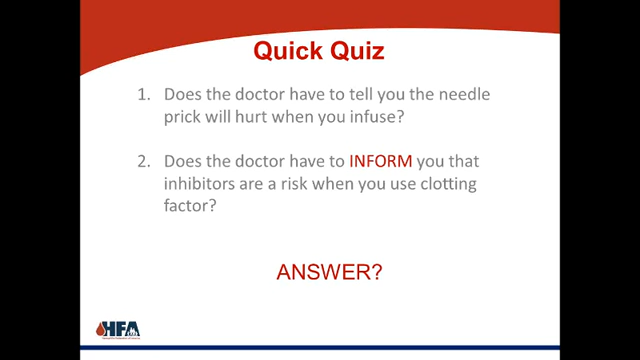 Quick Quiz
1. Does the doctor have to tell you the needle
prick will hurt when you infuse?
2. Does the doctor have to INFORM you that
inhibitors are a risk when you use clotting
factor?
ANSWER?
HFA